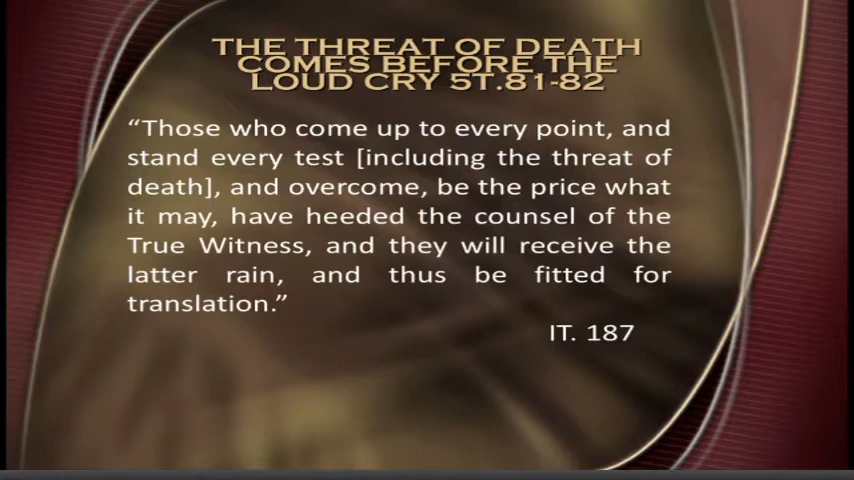 THE THREAT OF DEATH
COMES BEFORE THE
LOUD CRY 5T.81-82
“Those who come up to every point, and
stand every test [including the threat of
death], and overcome, be the price what
it may, have heeded the counsel of the
True Witness, and they will receive the
latter rain, and thus be fitted for
translation.”
IT. 187